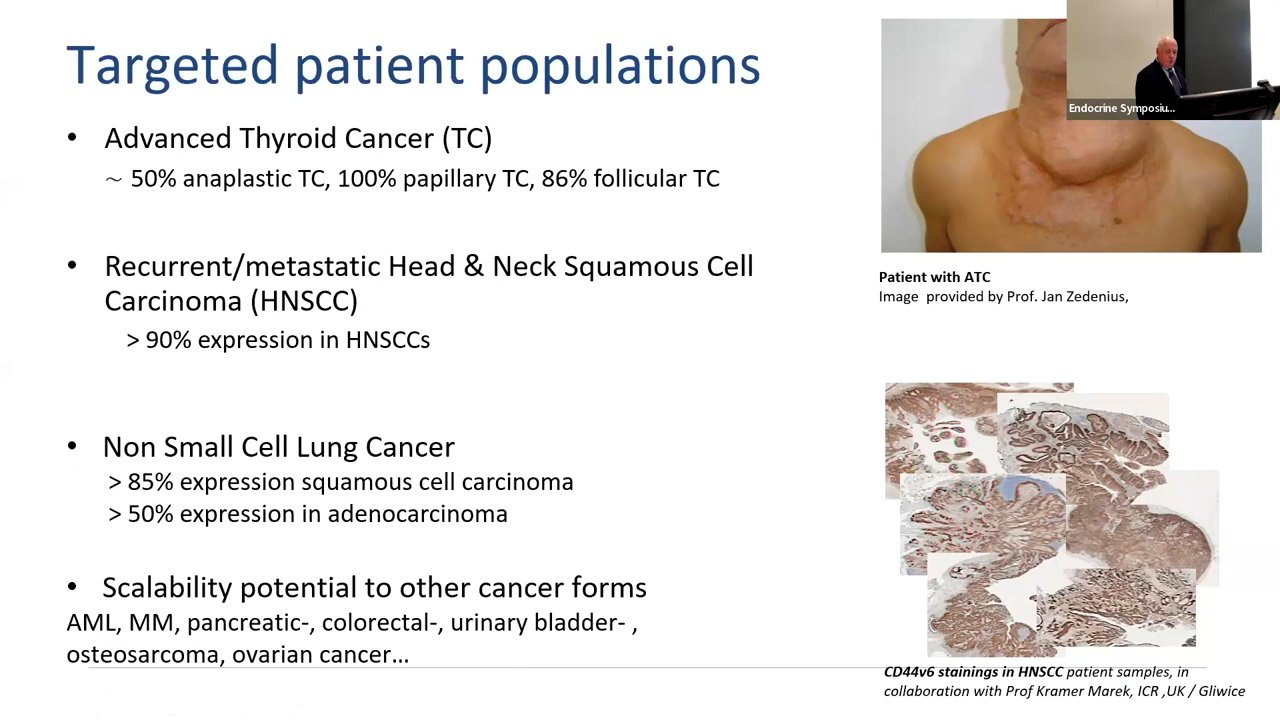 Targeted patient populations
• Advanced Thyroid Cancer (TC)
~ 50% anaplastic TC, 100% papillary TC, 86% follicular TC
• Recurrent/metastatic Head & Neck Squamous Cell
Carcinoma (HNSCC)
> 90% expression in HNSCCs
• Non Small Cell Lung Cancer
> 85% expression squamous cell carcinoma
> 50% expression in adenocarcinoma
• Scalability potential to other cancer forms
AML, MM, pancreatic-, colorectal-, urinary bladder- ,
osteosarcoma, ovarian cancer...
Endocrine Symposiu...
Patient with ATC
Image provided by Prof. Jan Zedenius,
CD44v6 stainings in HNSCC patient samples, in
collaboration with Prof Kramer Marek, ICR ,UK / Gliwice